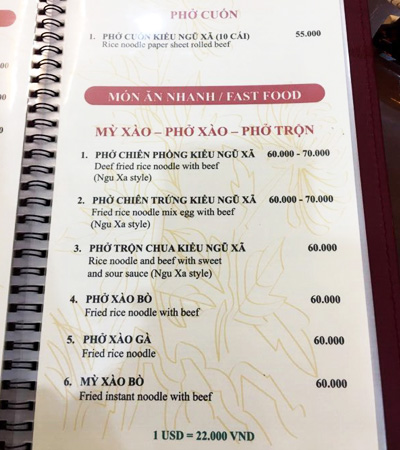 PHỞ CUỐN
1. PHỞ CUỐN KIỂU NGŨ XÃ (10 CÁI) 55.000
Rice noodle paper sheet rolled beef
MÓN ĂN NHANH / FAST FOOD
MỲ XÀO – PHỞ XÀO – PHỞ TRỘN
1. PHỞ CHIÊN PHỒNG KIỂU NGŨ XÃ 60.000 - 70.000
Deef fried rice noodle with beef
(Ngu Xa style)
2. PHỞ CHIÊN TRỨNG KIỂU NGŨ XÃ 60.000 - 70.000
Fried rice noodle mix egg with beef
(Ngu Xa style)
3. PHỞ TRỘN CHUA KIỂU NGŨ XÃ 60.000
Rice noodle and beef with sweet
and sour sauce (Ngu Xa style)
4. PHỞ XÀO BÒ 60.000
Fried rice noodle with beef
5. PHỞ XÀO GÀ 60.000
Fried rice noodle
6. MỲ XÀO BÒ 60.000
Fried instant noodle with beef
1 USD = 22.000 VND